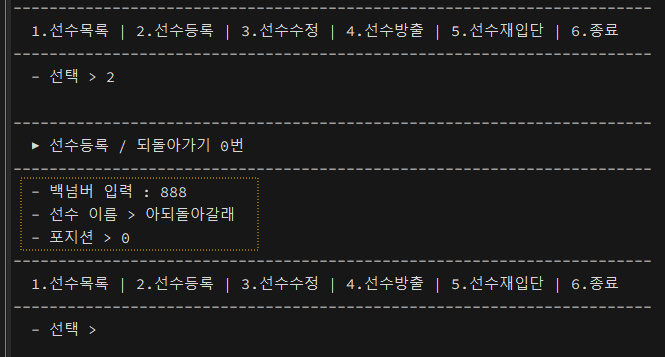 ------------------------------------------------------------------------
1.선수목록 | 2.선수등록 | 3.선수수정 | 4.선수방출 | 5.선수재입단 | 6.종료
------------------------------------------------------------------------
- 선택 > 2
------------------------------------------------------------------------
▶ 선수등록 / 되돌아가기 0번
------------------------------------------------------------------------
- 백넘버 입력 : 888
- 선수 이름 > 아되돌아갈래
- 포지션 > 0
------------------------------------------------------------------------
1.선수목록 | 2.선수등록 | 3.선수수정 | 4.선수방출 | 5.선수재입단 | 6.종료
------------------------------------------------------------------------
- 선택 >